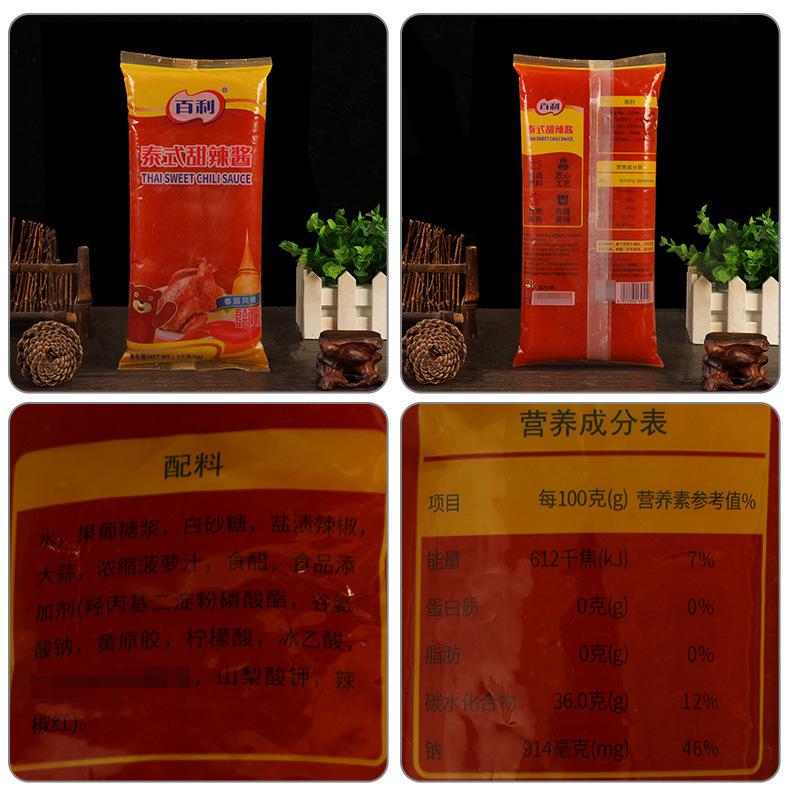 百利®
泰式甜辣酱
THAI SWEET CHILI SAUCE
泰国风味
百利
泰式甜辣酱
THAI SWEET CHILI SAUCE
匠心
工艺
配料
营养成分表
配料
水，果葡糖浆，白砂糖，盐渍辣椒，
大蒜，浓缩菠萝汁，食醋，食品添
加剂(羟丙基二淀粉磷酸酯，谷氨
酸钠，黄原胶，柠檬酸，冰乙酸，
，山梨酸钾，辣
椒红)。
营养成分表
项目 每100克(g) 营养素参考值%
能量 612千焦(kJ) 7%
蛋白质 0克(g) 0%
脂肪 0克(g) 0%
碳水化合物 36.0克(g) 12%
钠 914毫克(mg) 46%